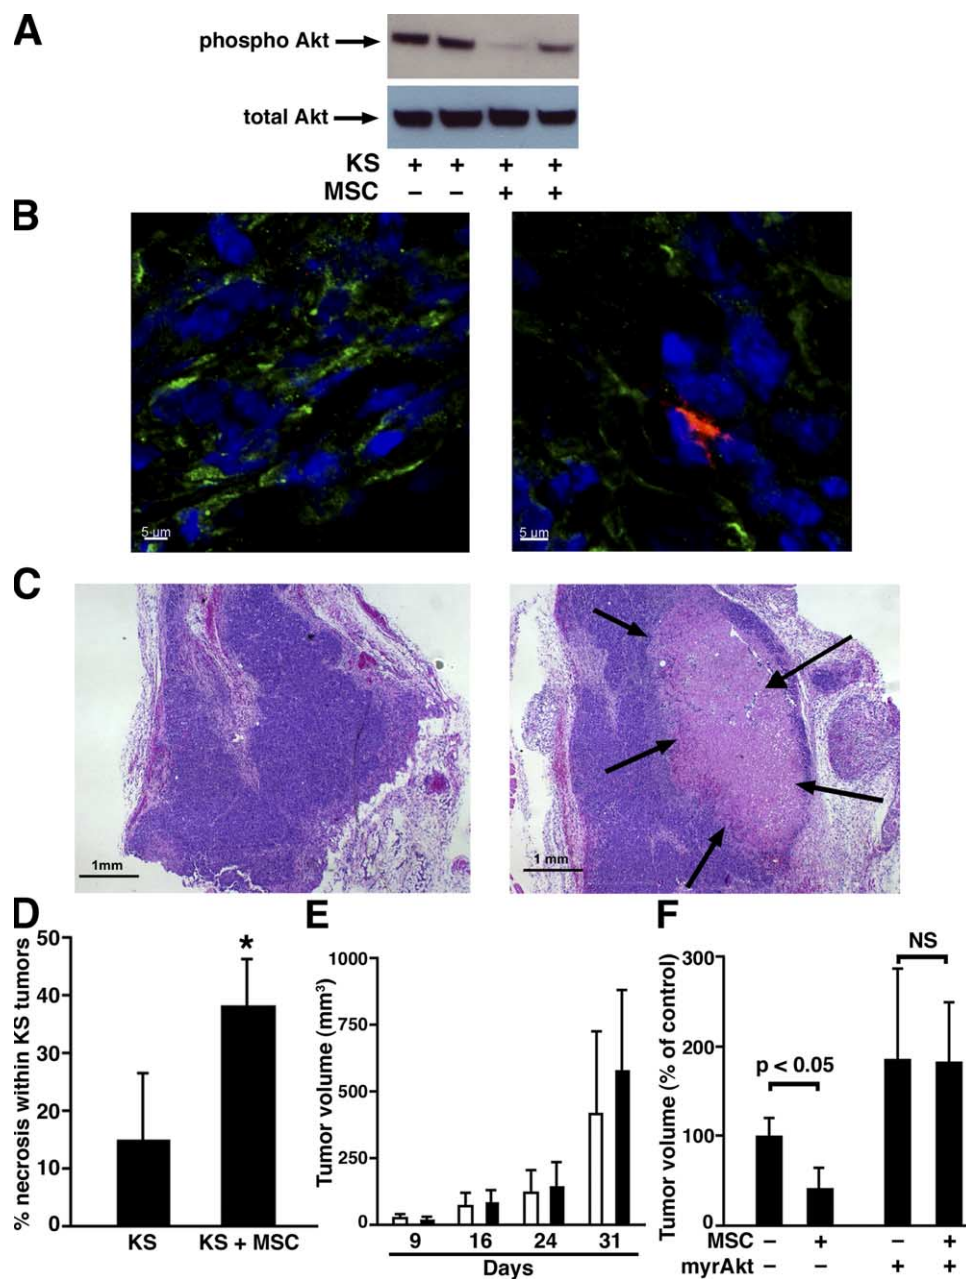 A
phospho Akt
total Akt
KS + + + +
MSC – – + +
B
5 µm
5 µm
C
1mm
1 mm
D
% necrosis within KS tumors
50
40
30
20
10
0
*
KS
KS + MSC
E
Tumor volume (mm³)
1000
750
500
250
0
9 16 24 31
Days
F
Tumor volume (% of control)
300
200
100
0
p < 0.05
NS
MSC – + – +
myrAkt – – + +